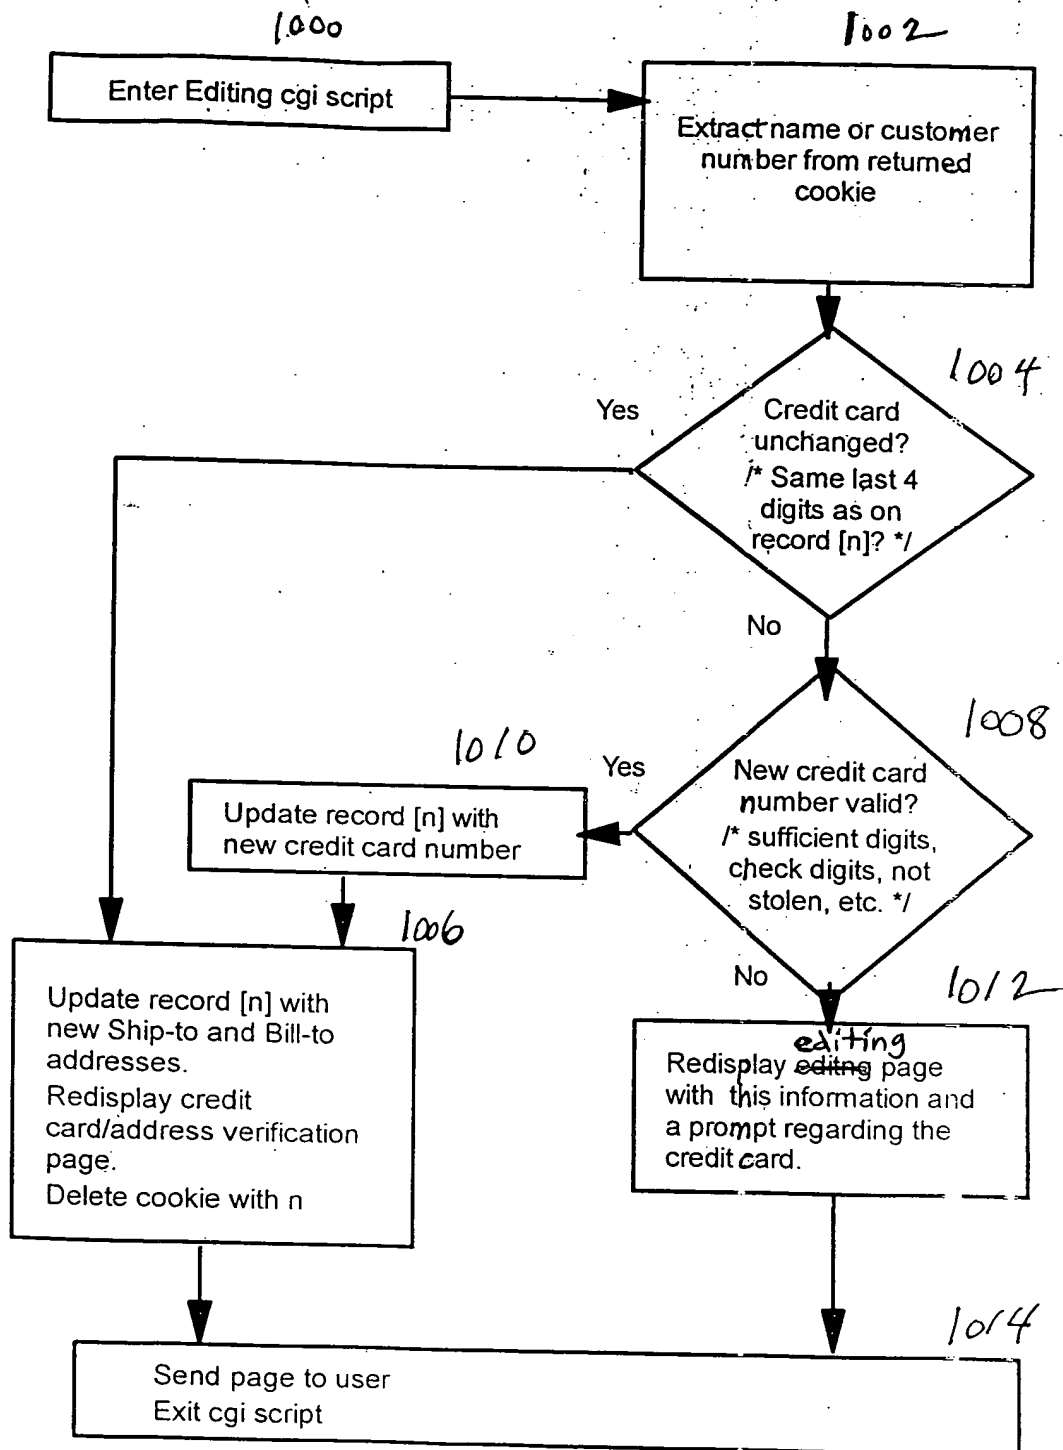 1000
Enter Editing cgi script
1002
Extract name or customer
number from returned
cookie
1004
Yes
Credit card
unchanged?
/* Same last 4
digits as on
record [n]? */
No
1008
Yes
New credit card
number valid?
/* sufficient digits,
check digits, not
stolen, etc. */
No
1010
Update record [n] with
new credit card number
1006
Update record [n] with
new Ship-to and Bill-to
addresses.
Redisplay credit
card/address verification
page.
Delete cookie with n
1012
editing
Redisplay editng page
with this information and
a prompt regarding the
credit card.
1014
Send page to user
Exit cgi script